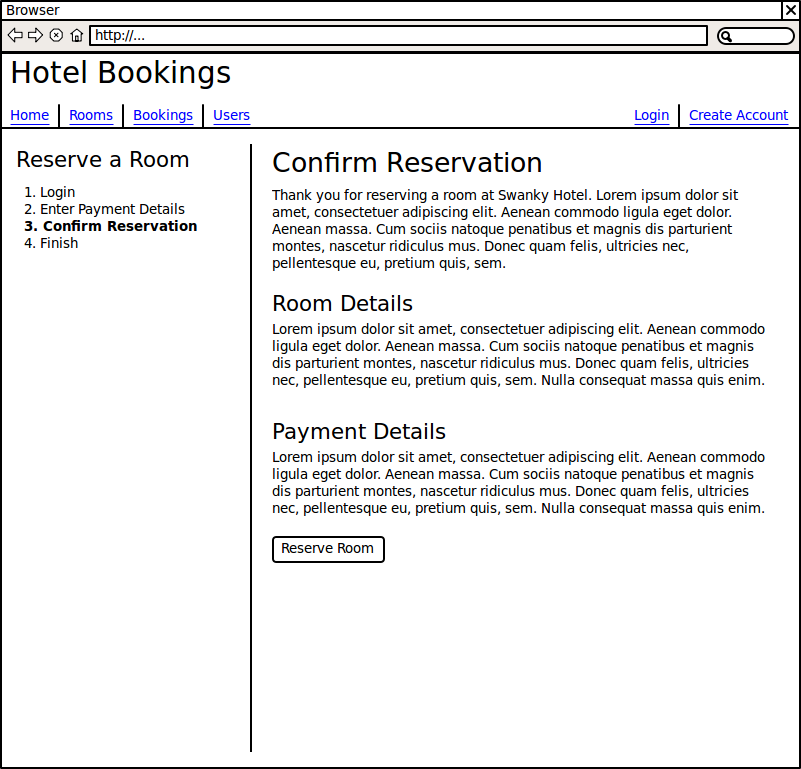 Browser
http://...
Hotel Bookings
Home
Rooms
Bookings
Users
Login
Create Account
Reserve a Room
1. Login
2. Enter Payment Details
3. Confirm Reservation
4. Finish
Confirm Reservation
Thank you for reserving a room at Swanky Hotel. Lorem ipsum dolor sit
amet, consectetuer adipiscing elit. Aenean commodo ligula eget dolor.
Aenean massa. Cum sociis natoque penatibus et magnis dis parturient
montes, nascetur ridiculus mus. Donec quam felis, ultricies nec,
pellentesque eu, pretium quis, sem.
Room Details
Lorem ipsum dolor sit amet, consectetuer adipiscing elit. Aenean commodo
ligula eget dolor. Aenean massa. Cum sociis natoque penatibus et magnis
dis parturient montes, nascetur ridiculus mus. Donec quam felis, ultricies
nec, pellentesque eu, pretium quis, sem. Nulla consequat massa quis enim.
Payment Details
Lorem ipsum dolor sit amet, consectetuer adipiscing elit. Aenean commodo
ligula eget dolor. Aenean massa. Cum sociis natoque penatibus et magnis
dis parturient montes, nascetur ridiculus mus. Donec quam felis, ultricies
nec, pellentesque eu, pretium quis, sem. Nulla consequat massa quis enim.
Reserve Room